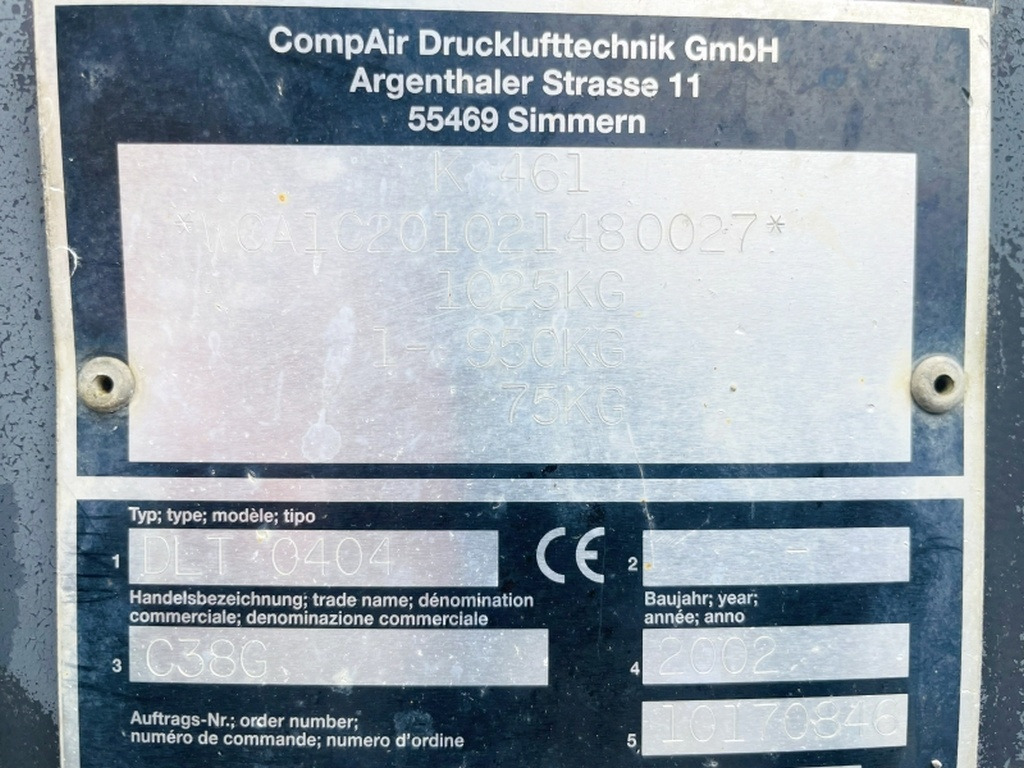 CompAir Drucklufttechnik GmbH
Argenthaler Strasse 11
55469 Simmern
K 461
*WCA1C201021480027*
1025KG
1- 950KG
75KG
Typ; type; modèle; tipo
1 DLT 0404
CE
2 -
Handelsbezeichnung; trade name; dénomination
commerciale; denominazione commerciale
3 C38G
Baujahr; year;
année; anno
4 2002
Auftrags-Nr.; order number;
numéro de commande; numero d'ordine
5 10170846